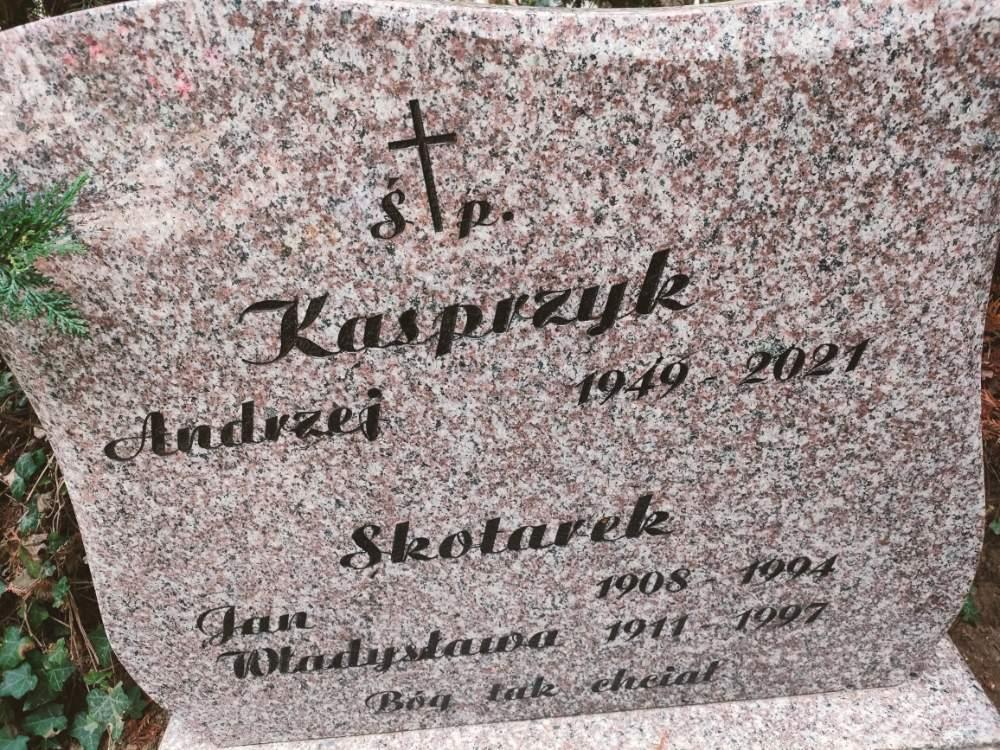 ś p.
Kasprzyk
Andrzej 1949 - 2021
Skotarek
Jan 1908 - 1994
Władysława 1911 - 1997
Bóg tak chciał